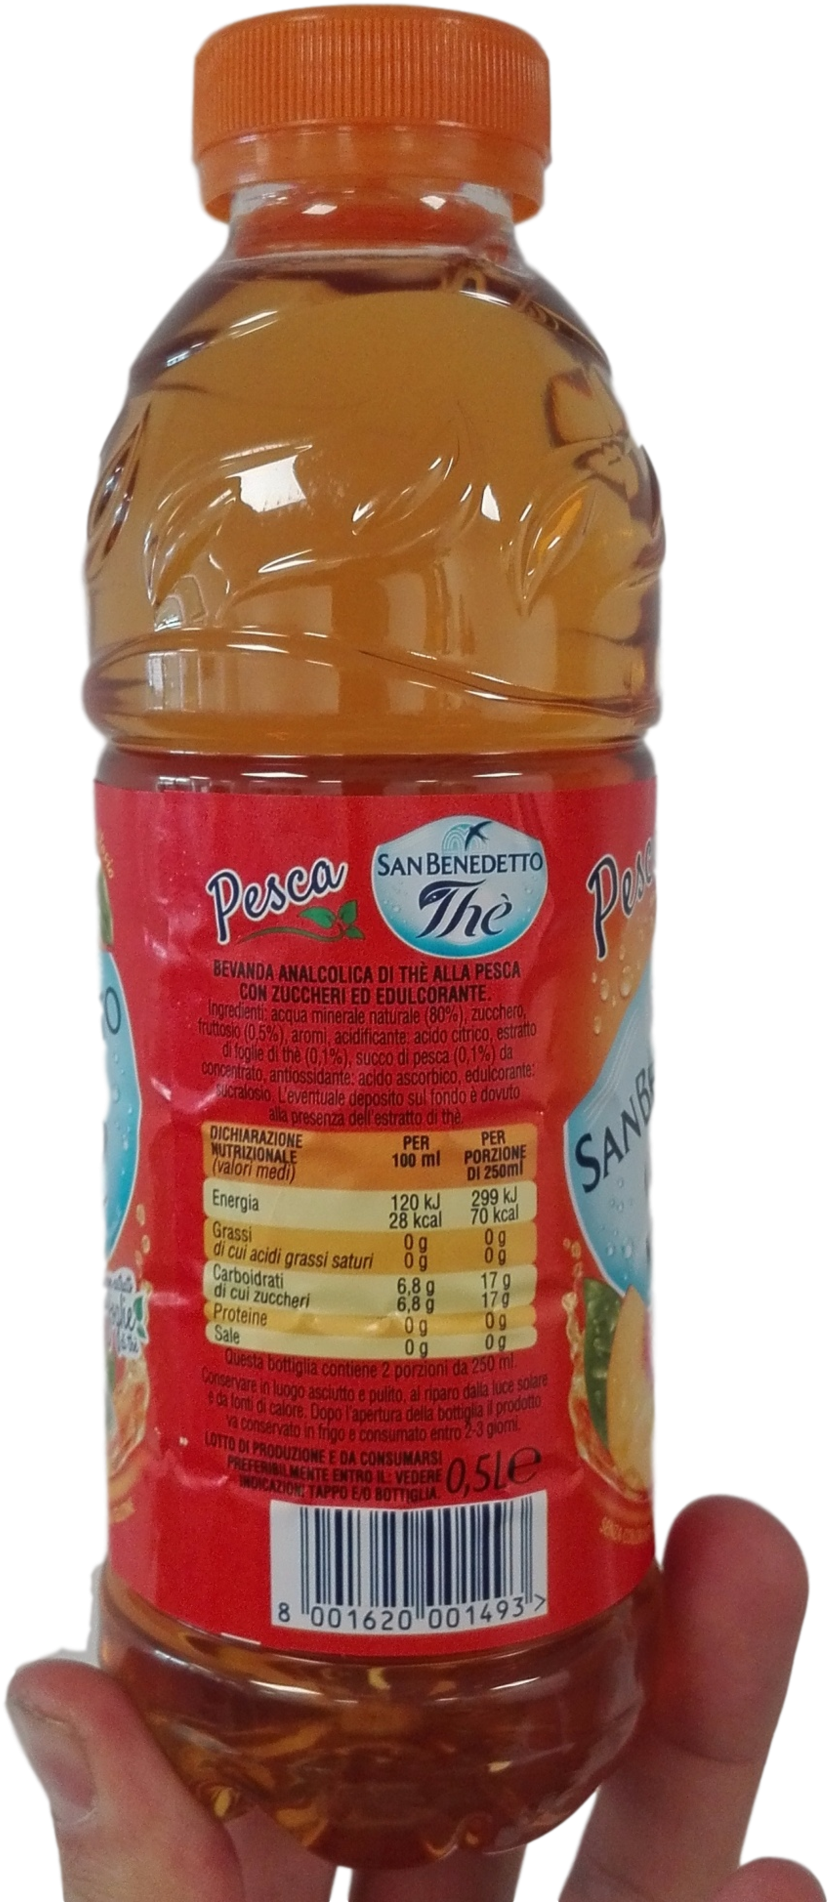 Pesca
SAN BENEDETTO
Thè
BEVANDA ANALCOLICA DI THÈ ALLA PESCA
CON ZUCCHERI ED EDULCORANTE.
Ingredienti: acqua minerale naturale (80%), zucchero,
fruttosio (0,5%), aromi, acidificante: acido citrico, estratto
di foglie di thè (0,1%), succo di pesca (0,1%) da
concentrato, antiossidante: acido ascorbico, edulcorante:
sucralosio. L'eventuale deposito sul fondo è dovuto
alla presenza dell'estratto di thè.
DICHIARAZIONE NUTRIZIONALE (valori medi) PER 100 ml PER PORZIONE DI 250ml
Energia 120 kJ 299 kJ
28 kcal 70 kcal
Grassi 0 g 0 g
di cui acidi grassi saturi 0 g 0 g
Carboidrati 6,8 g 17 g
di cui zuccheri 6,8 g 17 g
Proteine 0 g 0 g
Sale 0 g 0 g
Questa bottiglia contiene 2 porzioni da 250 ml.
Conservare in luogo asciutto e pulito, al riparo dalla luce solare
e da fonti di calore. Dopo l'apertura della bottiglia il prodotto
va conservato in frigo e consumato entro 2-3 giorni.
LOTTO DI PRODUZIONE E DA CONSUMARSI
PREFERIBILMENTE ENTRO IL: VEDERE
INDICAZIONI TAPPO E/O BOTTIGLIA.
0,5L e
8 001620 001493 >
Pesc
SANB